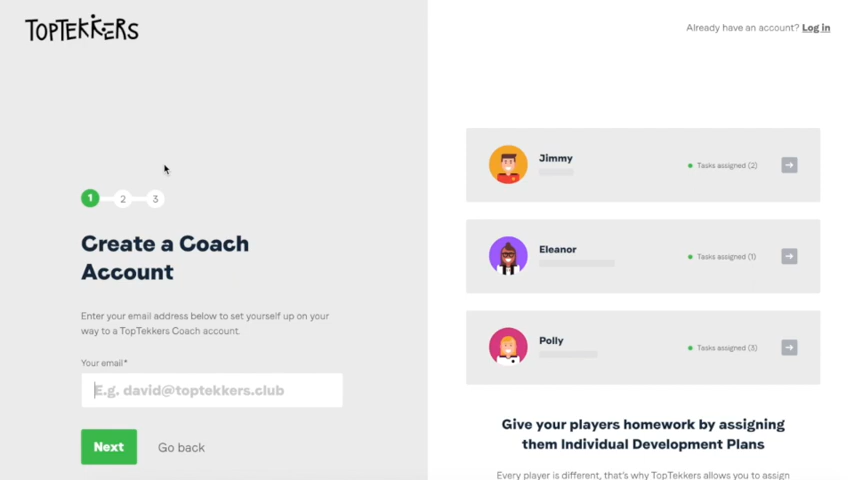 TOPTEKKERS
Already have an account? Log in
1 2 3
Create a Coach
Account
Enter your email address below to set yourself up on your
way to a TopTekkers Coach account.
Your email*
E.g. david@toptekkers.club
Next
Go back
Jimmy
Tasks assigned (2)
Eleanor
Tasks assigned (1)
Polly
Tasks assigned (3)
Give your players homework by assigning
them Individual Development Plans
Every player is different, that's why TopTekkers allows you to assign